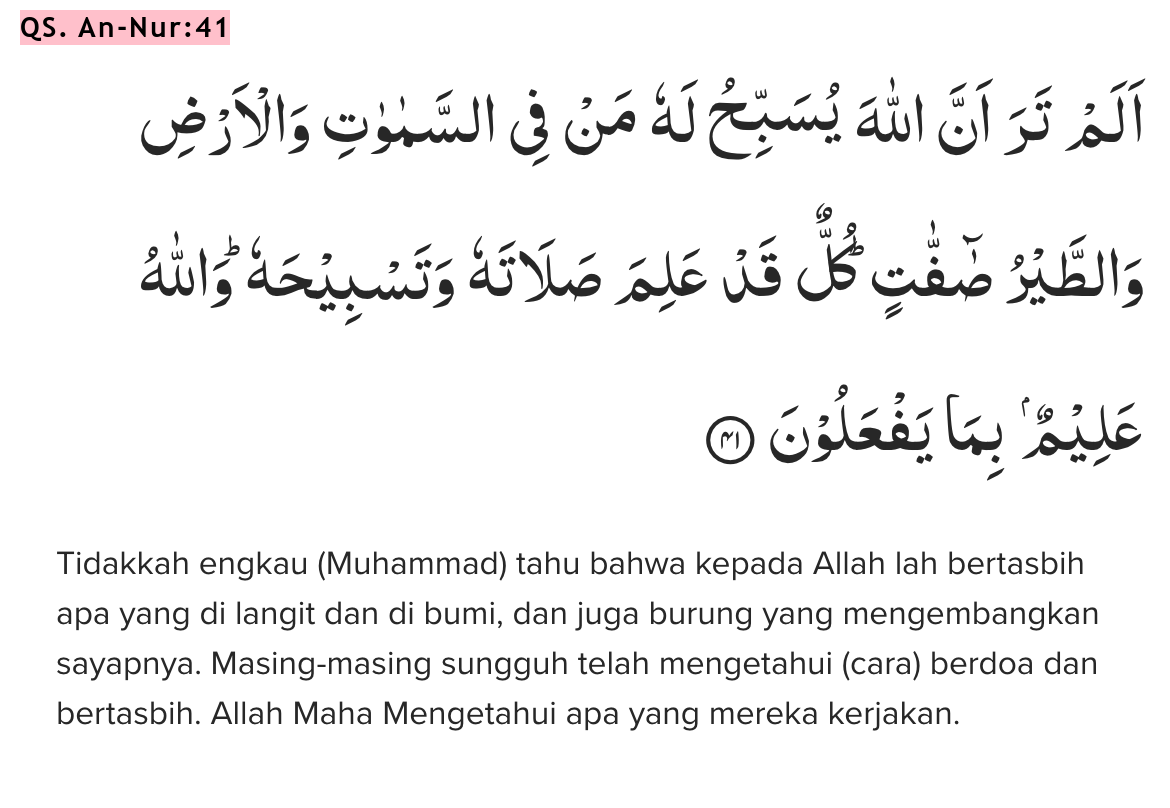 QS. An-Nur:41
اَلَمْ تَرَ اَنَّ اللّٰهَ يُسَبِّحُ لَهٗ مَنْ فِى السَّمٰوٰتِ وَالْاَرْضِ
وَالطَّيْرُ صٰۤفّٰتٍۗ كُلٌّ قَدْ عَلِمَ صَلَاتَهٗ وَتَسْبِيْحَهٗۗ وَاللّٰهُ
عَلِيْمٌۢ بِمَا يَفْعَلُوْنَ ۝٤١
Tidakkah engkau (Muhammad) tahu bahwa kepada Allah lah bertasbih
apa yang di langit dan di bumi, dan juga burung yang mengembangkan
sayapnya. Masing-masing sungguh telah mengetahui (cara) berdoa dan
bertasbih. Allah Maha Mengetahui apa yang mereka kerjakan.